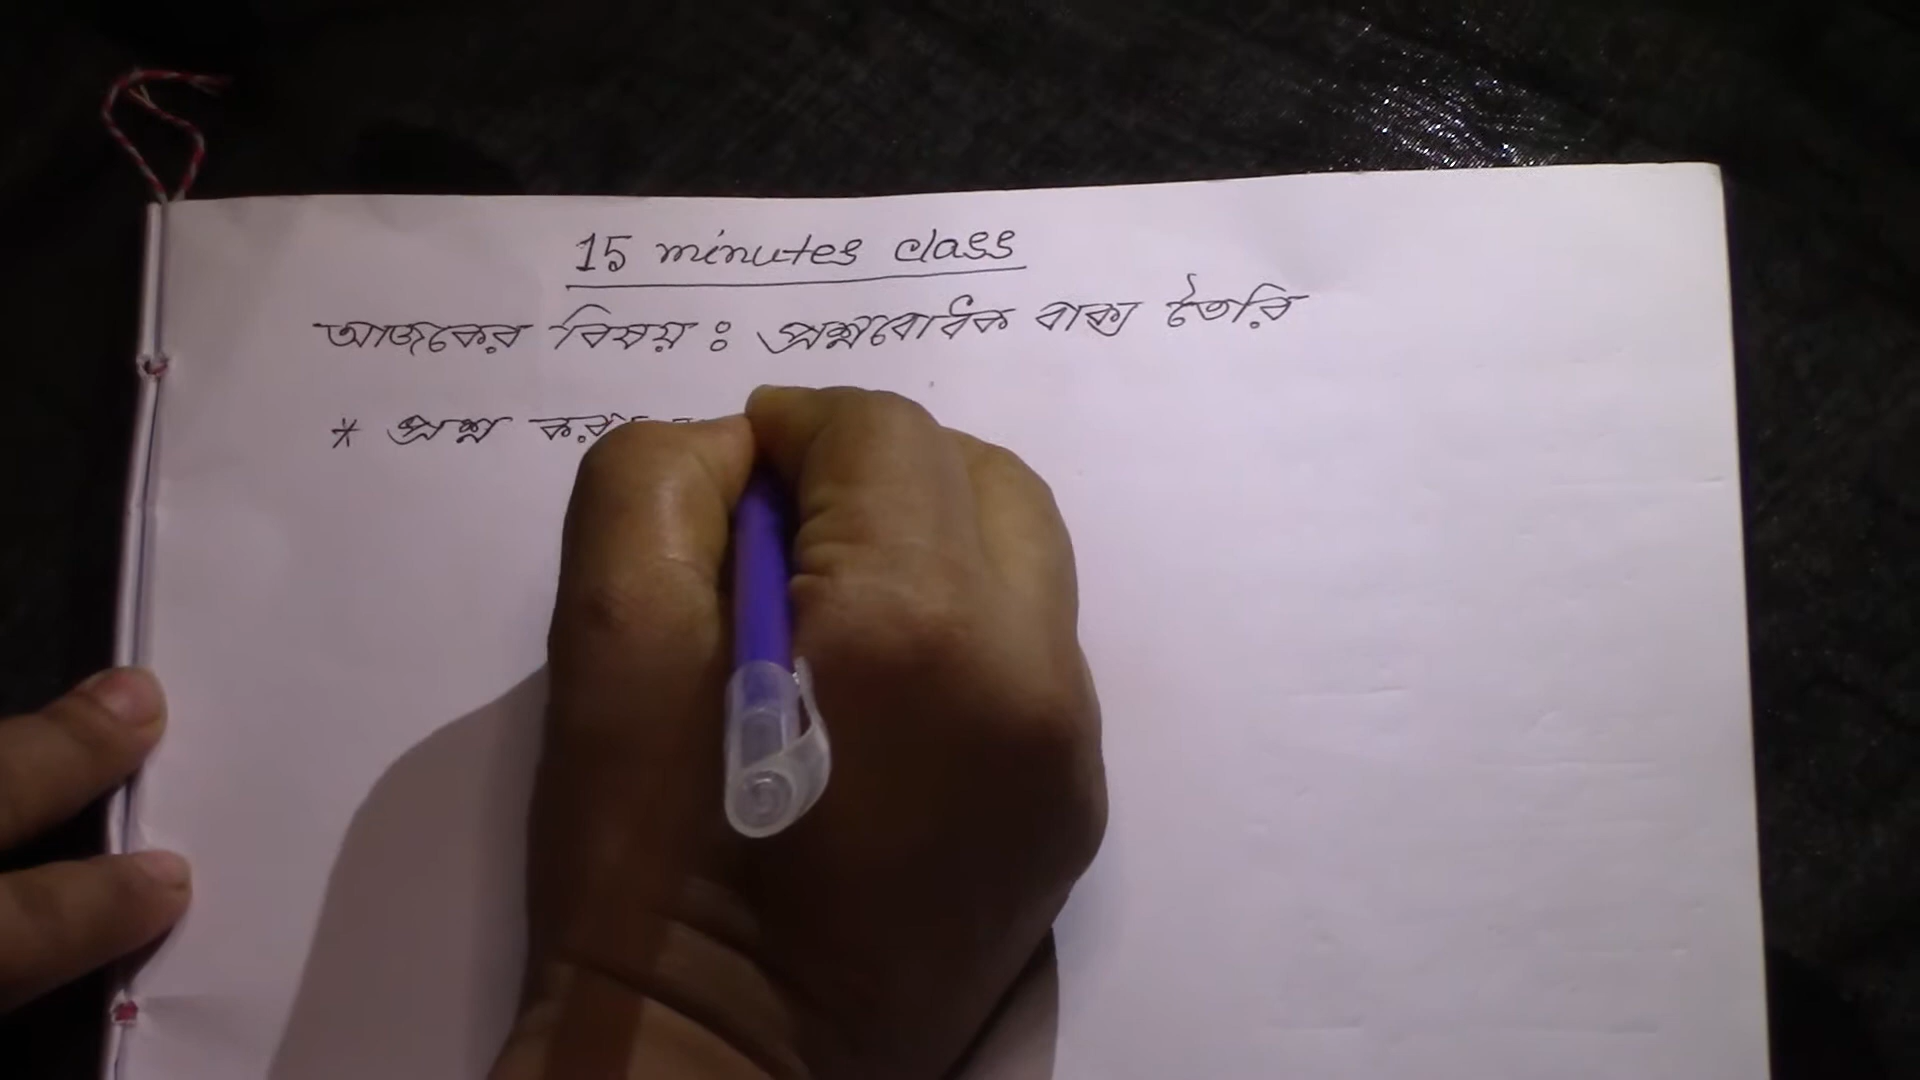 15 minutes class
আজকের বিষয় : প্রশ্নবোধক বাক্য তৈরি
* প্রশ্ন